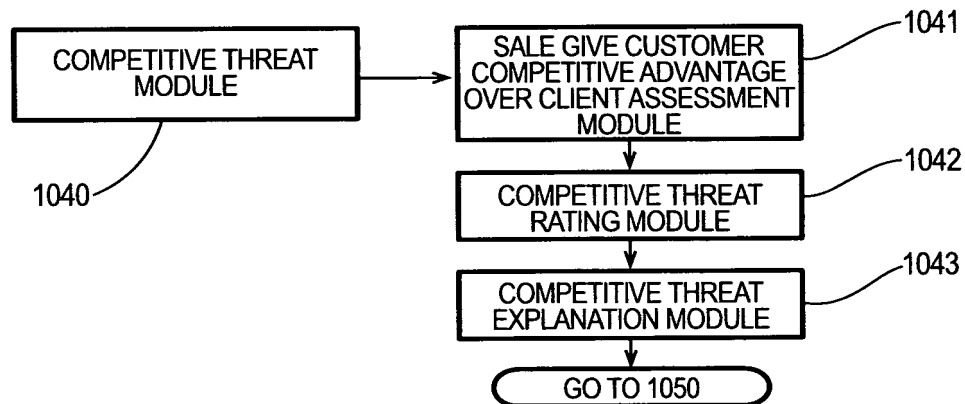 COMPETITIVE THREAT
MODULE
1040
SALE GIVE CUSTOMER
COMPETITIVE ADVANTAGE
OVER CLIENT ASSESSMENT
MODULE
1041
COMPETITIVE THREAT
RATING MODULE
1042
COMPETITIVE THREAT
EXPLANATION MODULE
1043
GO TO 1050